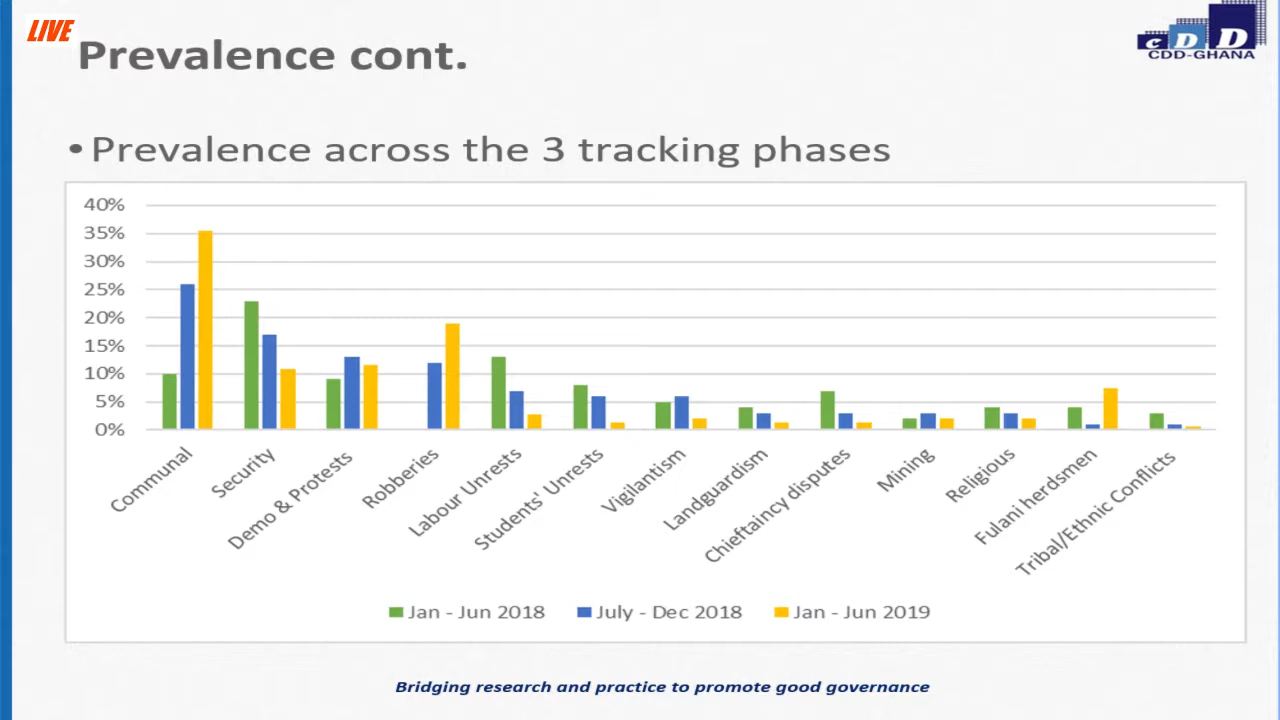 LIVE
Prevalence cont.
CDD
CDD-GHANA
• Prevalence across the 3 tracking phases
40%
35%
30%
25%
20%
15%
10%
5%
0%
Communal
Security
Demo & Protests
Robberies
Labour Unrests
Students' Unrests
Vigilantism
Landguardism
Chieftaincy disputes
Mining
Religious
Fulani herdsmen
Tribal/Ethnic Conflicts
Jan - Jun 2018 July - Dec 2018 Jan - Jun 2019
Bridging research and practice to promote good governance